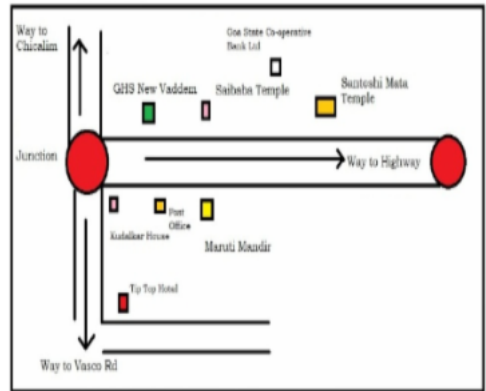 Way to
Chicalim
Goa State Co-operative
Bank Ltd
GHS New Vaddem
Saibaba Temple
Santoshi Mata
Temple
Junction
Way to Highway
Kudalkar House
Post
Office
Maruti Mandir
Tip Top Hotel
Way to Vasco Rd